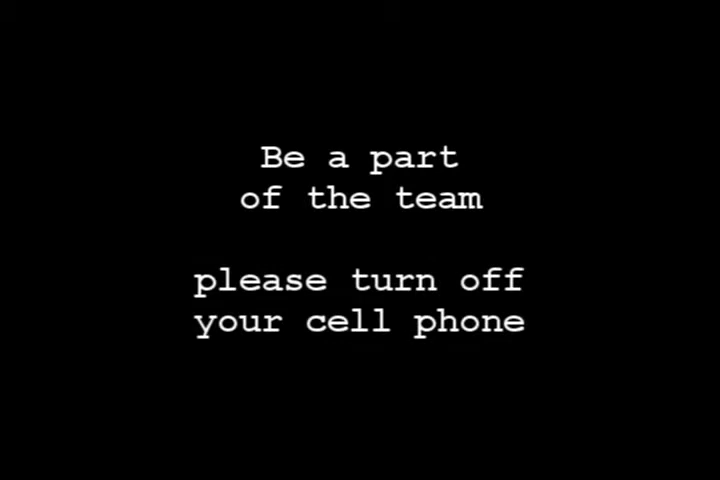 Be a part
of the team
please turn off
your cell phone